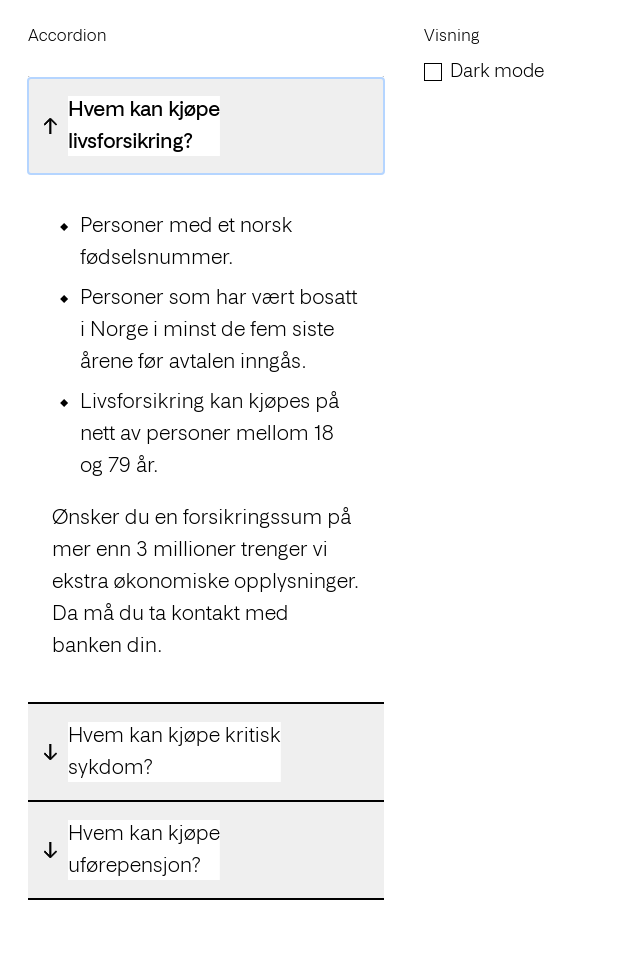 Accordion
Hvem kan kjøpe
livsforsikring?
Personer med et norsk
fødselsnummer.
Personer som har vært bosatt
i Norge i minst de fem siste
årene før avtalen inngås.
Livsforsikring kan kjøpes på
nett av personer mellom 18
og 79 år.
Ønsker du en forsikringssum på
mer enn 3 millioner trenger vi
ekstra økonomiske opplysninger.
Da må du ta kontakt med
banken din.
Hvem kan kjøpe kritisk
sykdom?
Hvem kan kjøpe
uførepensjon?
Visning
Dark mode